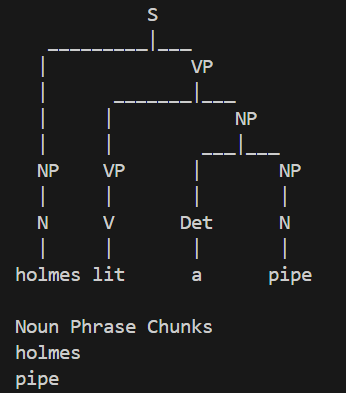 S
VP
NP
NP VP NP
N V Det N
holmes lit a pipe
Noun Phrase Chunks
holmes
pipe